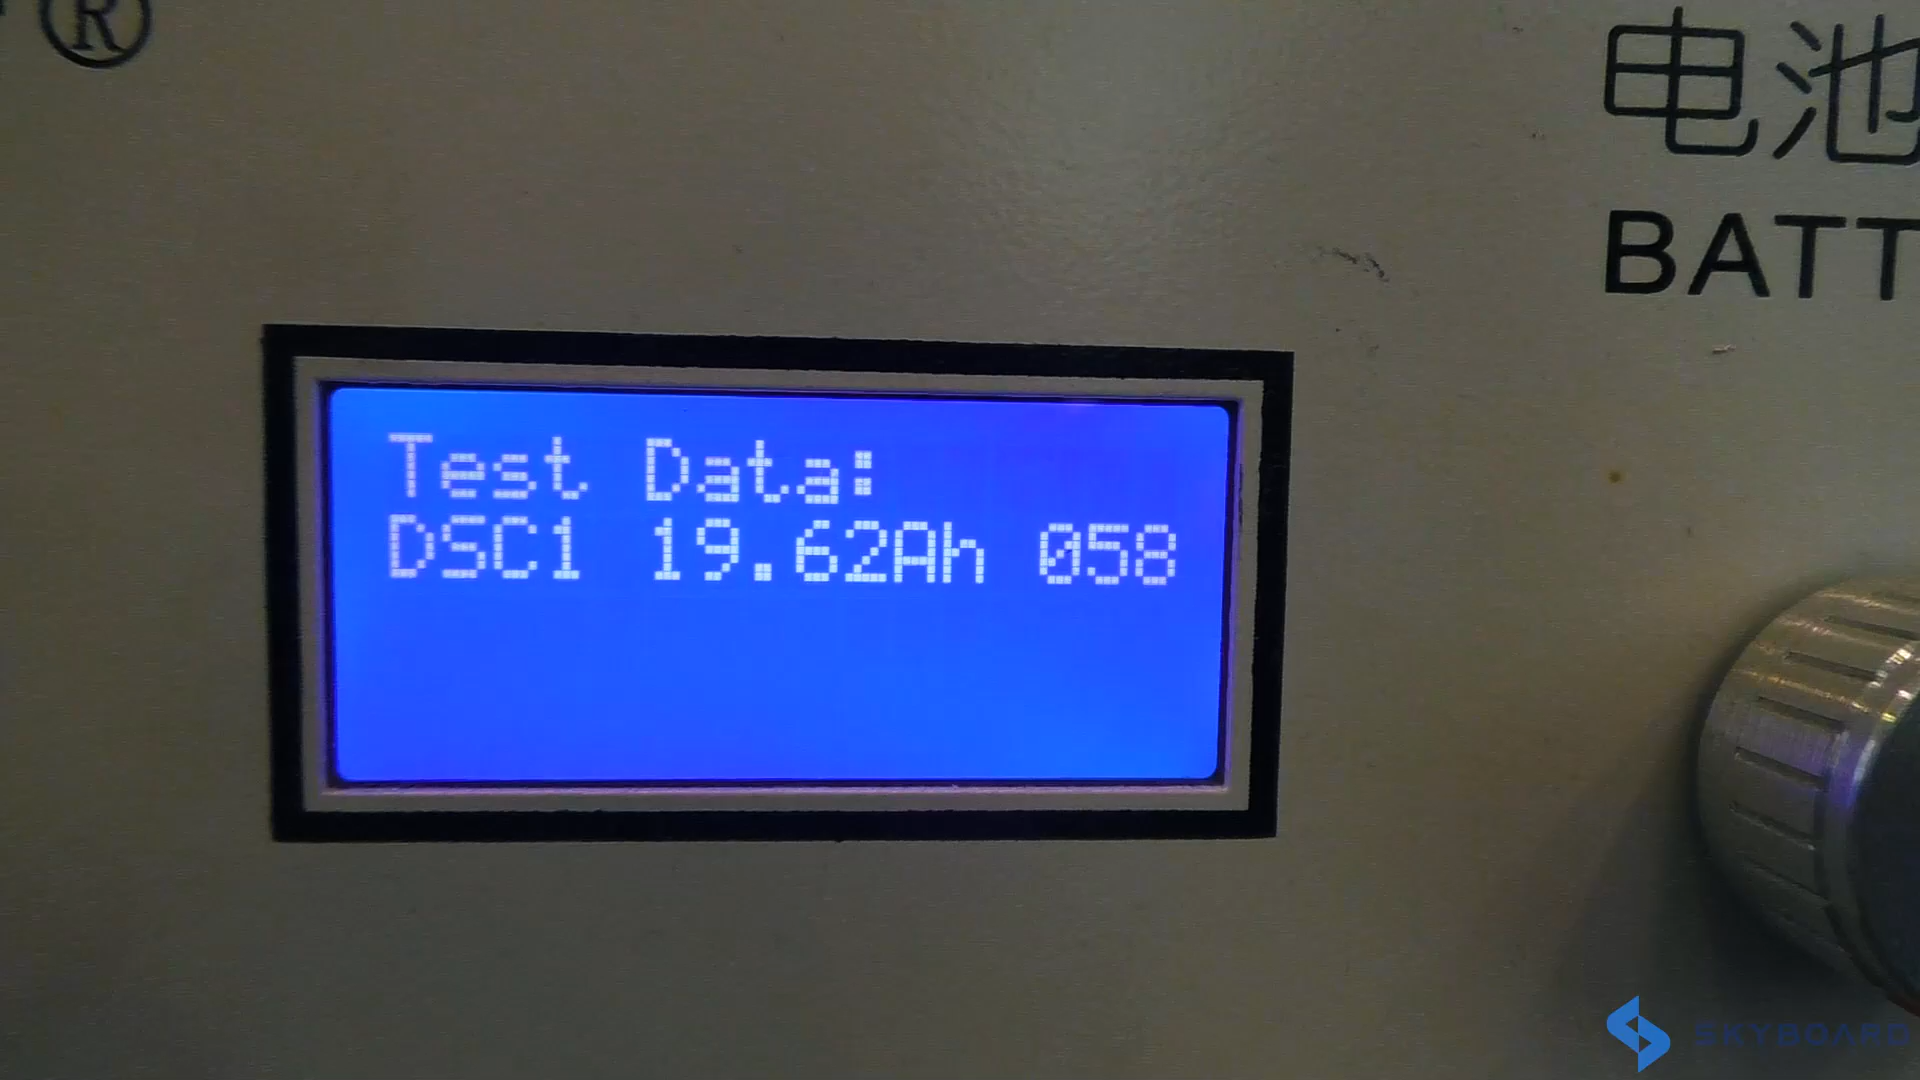 ®
电池
BATT
Test Data:
DSC1 19.62Ah 058
SKYBOARD